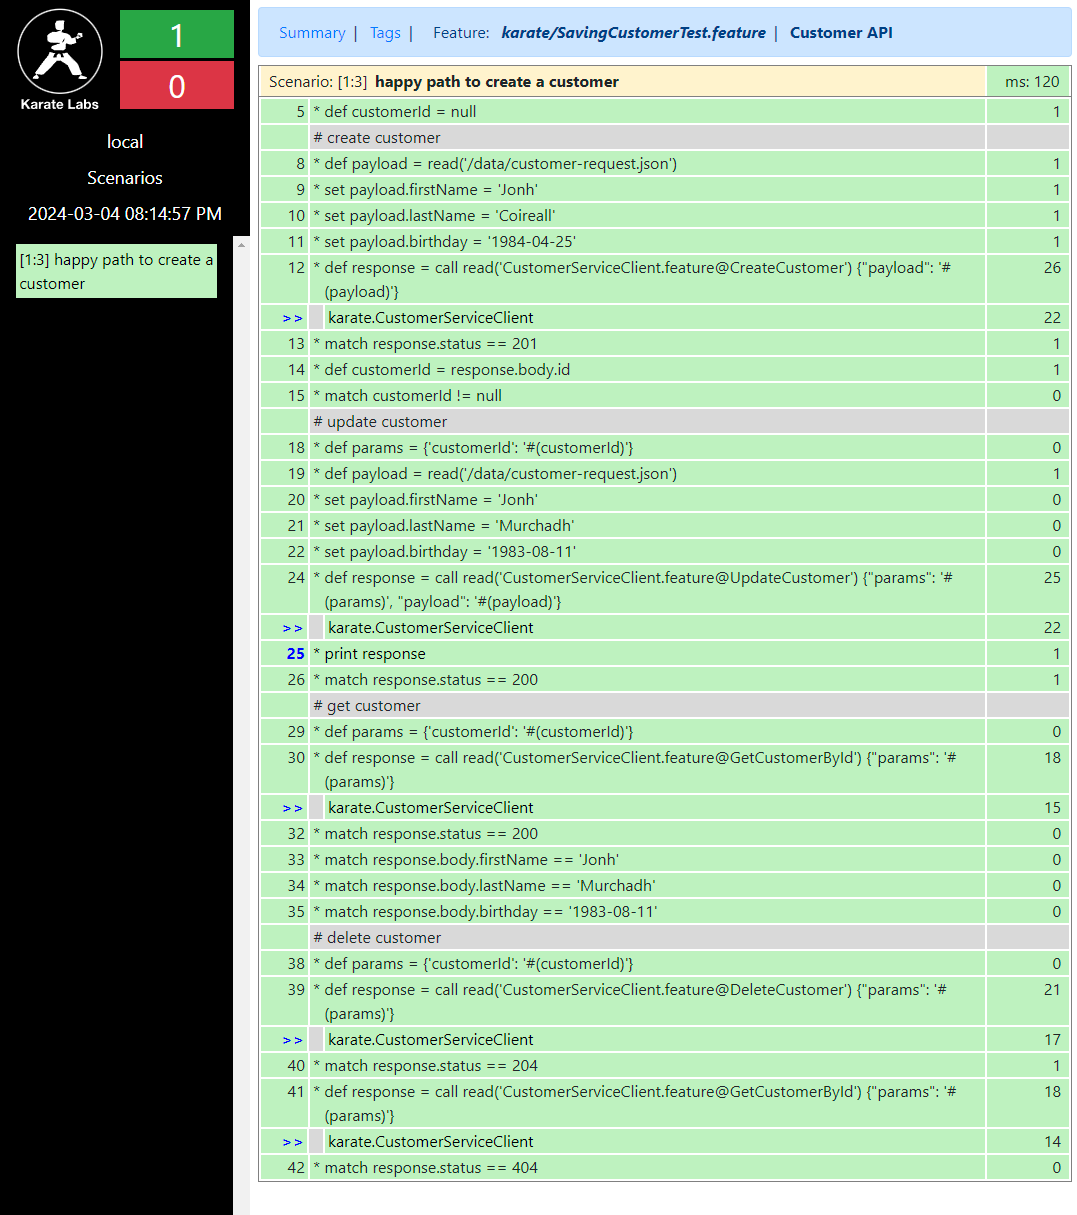 Karate Labs
1
0
local
Scenarios
2024-03-04 08:14:57 PM
[1:3] happy path to create a
customer
Summary | Tags | Feature: karate/SavingCustomerTest.feature | Customer API
Scenario: [1:3] happy path to create a customer ms: 120
5 * def customerId = null 1
# create customer
8 * def payload = read('/data/customer-request.json') 1
9 * set payload.firstName = 'Jonh' 1
10 * set payload.lastName = 'Coireall' 1
11 * set payload.birthday = '1984-04-25' 1
12 * def response = call read('CustomerServiceClient.feature@CreateCustomer') {"payload": '# 26
(payload)'}
>> karate.CustomerServiceClient 22
13 * match response.status == 201 1
14 * def customerId = response.body.id 1
15 * match customerId != null 0
# update customer
18 * def params = {'customerId': '#(customerId)'} 0
19 * def payload = read('/data/customer-request.json') 1
20 * set payload.firstName = 'Jonh' 0
21 * set payload.lastName = 'Murchadh' 0
22 * set payload.birthday = '1983-08-11' 0
24 * def response = call read('CustomerServiceClient.feature@UpdateCustomer') {"params": '# 25
(params)', "payload": '#(payload)'}
>> karate.CustomerServiceClient 22
25 * print response 1
26 * match response.status == 200 1
# get customer
29 * def params = {'customerId': '#(customerId)'} 0
30 * def response = call read('CustomerServiceClient.feature@GetCustomerById') {"params": '# 18
(params)'}
>> karate.CustomerServiceClient 15
32 * match response.status == 200 0
33 * match response.body.firstName == 'Jonh' 0
34 * match response.body.lastName == 'Murchadh' 0
35 * match response.body.birthday == '1983-08-11' 0
# delete customer
38 * def params = {'customerId': '#(customerId)'} 0
39 * def response = call read('CustomerServiceClient.feature@DeleteCustomer') {"params": '# 21
(params)'}
>> karate.CustomerServiceClient 17
40 * match response.status == 204 1
41 * def response = call read('CustomerServiceClient.feature@GetCustomerById') {"params": '# 18
(params)'}
>> karate.CustomerServiceClient 14
42 * match response.status == 404 0